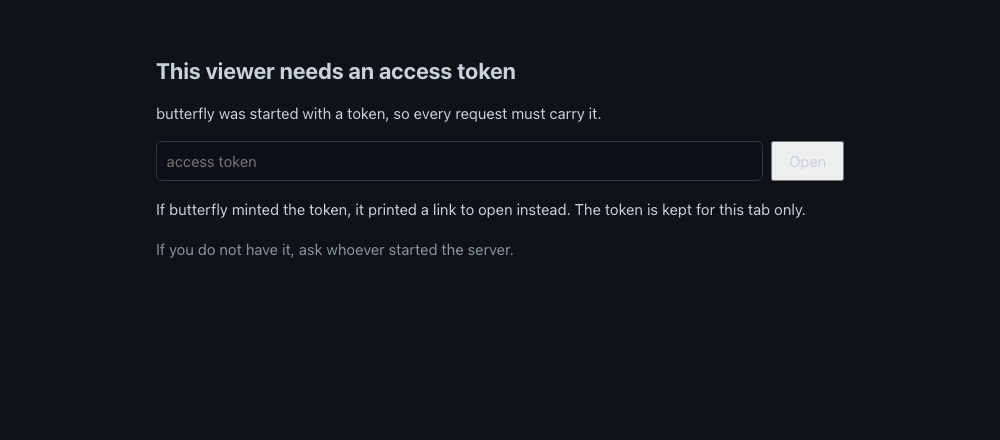 This viewer needs an access token
butterfly was started with a token, so every request must carry it.
access token
Open
If butterfly minted the token, it printed a link to open instead. The token is kept for this tab only.
If you do not have it, ask whoever started the server.